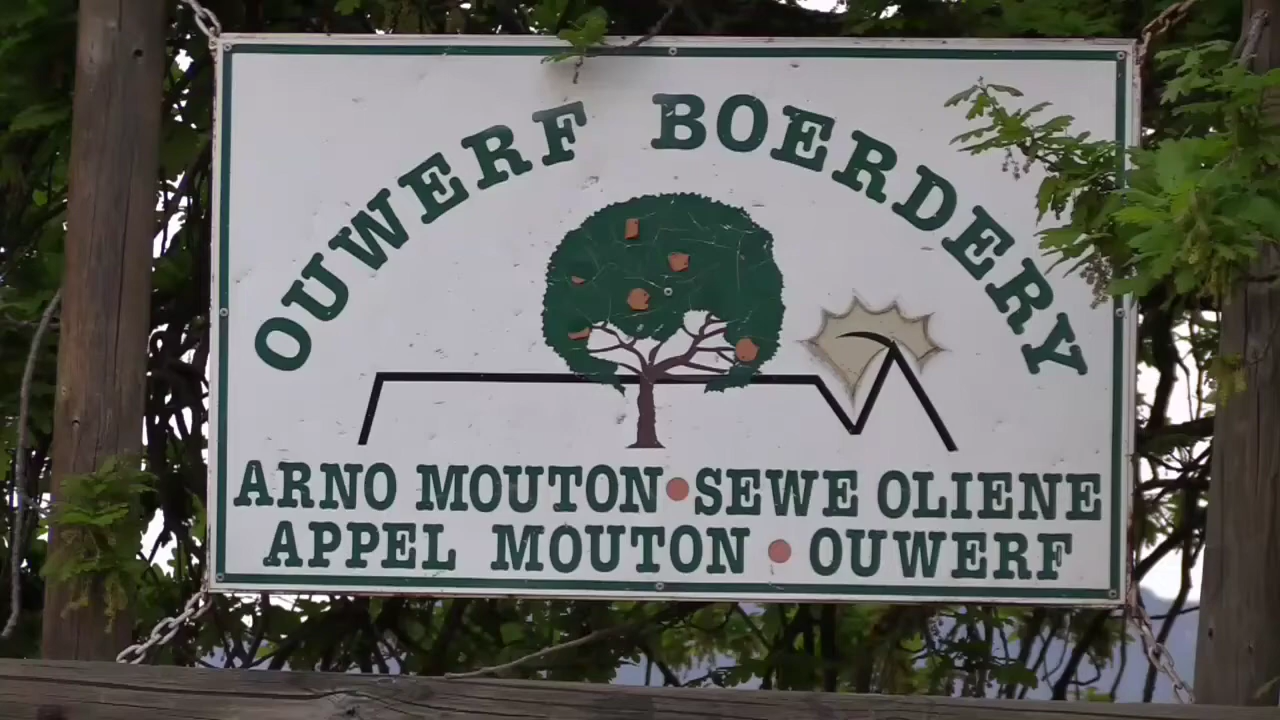 OUWERF BOERDERY
ARNO MOUTON•SEWE OLIENE
APPEL MOUTON • OUWERF